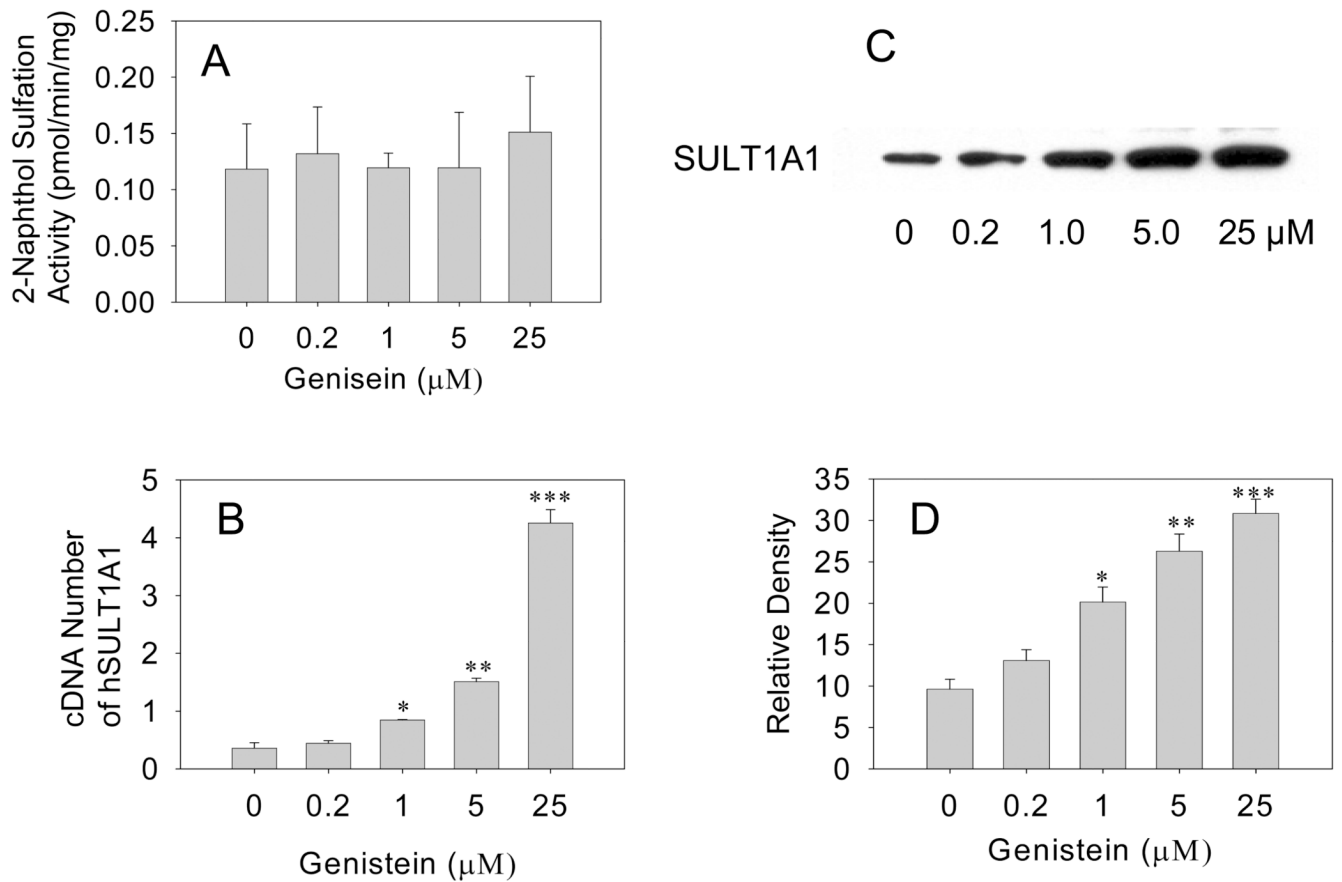 2-Naphthol Sulfation
Activity (pmol/min/mg)
0.25
0.20
0.15
0.10
0.05
0.00
A
0 0.2 1 5 25
Genisein (μM)
C
SULT1A1
0 0.2 1.0 5.0 25 μM
cDNA Number
of hSULT1A1
5
4
3
2
1
0
B
* ** ***
0 0.2 1 5 25
Genistein (μM)
Relative Density
35
30
25
20
15
10
5
0
D
* ** ***
0 0.2 1 5 25
Genistein (μM)